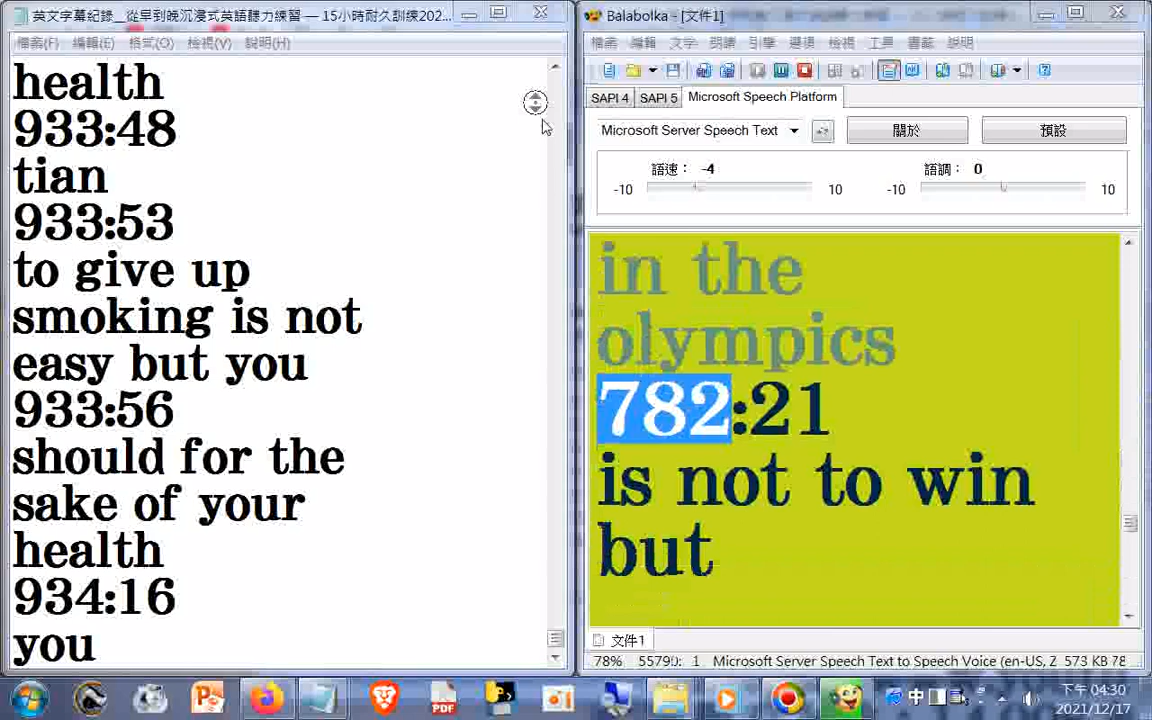 英文字幕紀錄__從早到晚沉浸式英語聽力練習 — 15小時耐久訓練202...
檔案(F) 編輯(E) 格式(O) 檢視(V) 說明(H)
health
933:48
tian
933:53
to give up
smoking is not
easy but you
933:56
should for the
sake of your
health
934:16
you
Balabolka - [文件1]
檔案 編輯 文字 朗讀 引擎 選項 檢視 工具 書籤 說明
SAPI 4 SAPI 5 Microsoft Speech Platform
Microsoft Server Speech Text 關於 預設
語速： -4 語調： 0
-10 10 -10 10
in the
olympics
782:21
is not to win
but
文件1
78% 55790: 1 Microsoft Server Speech Text to Speech Voice (en-US, Z 573 KB 78
PDF 中 下午 04:30
2021/12/17